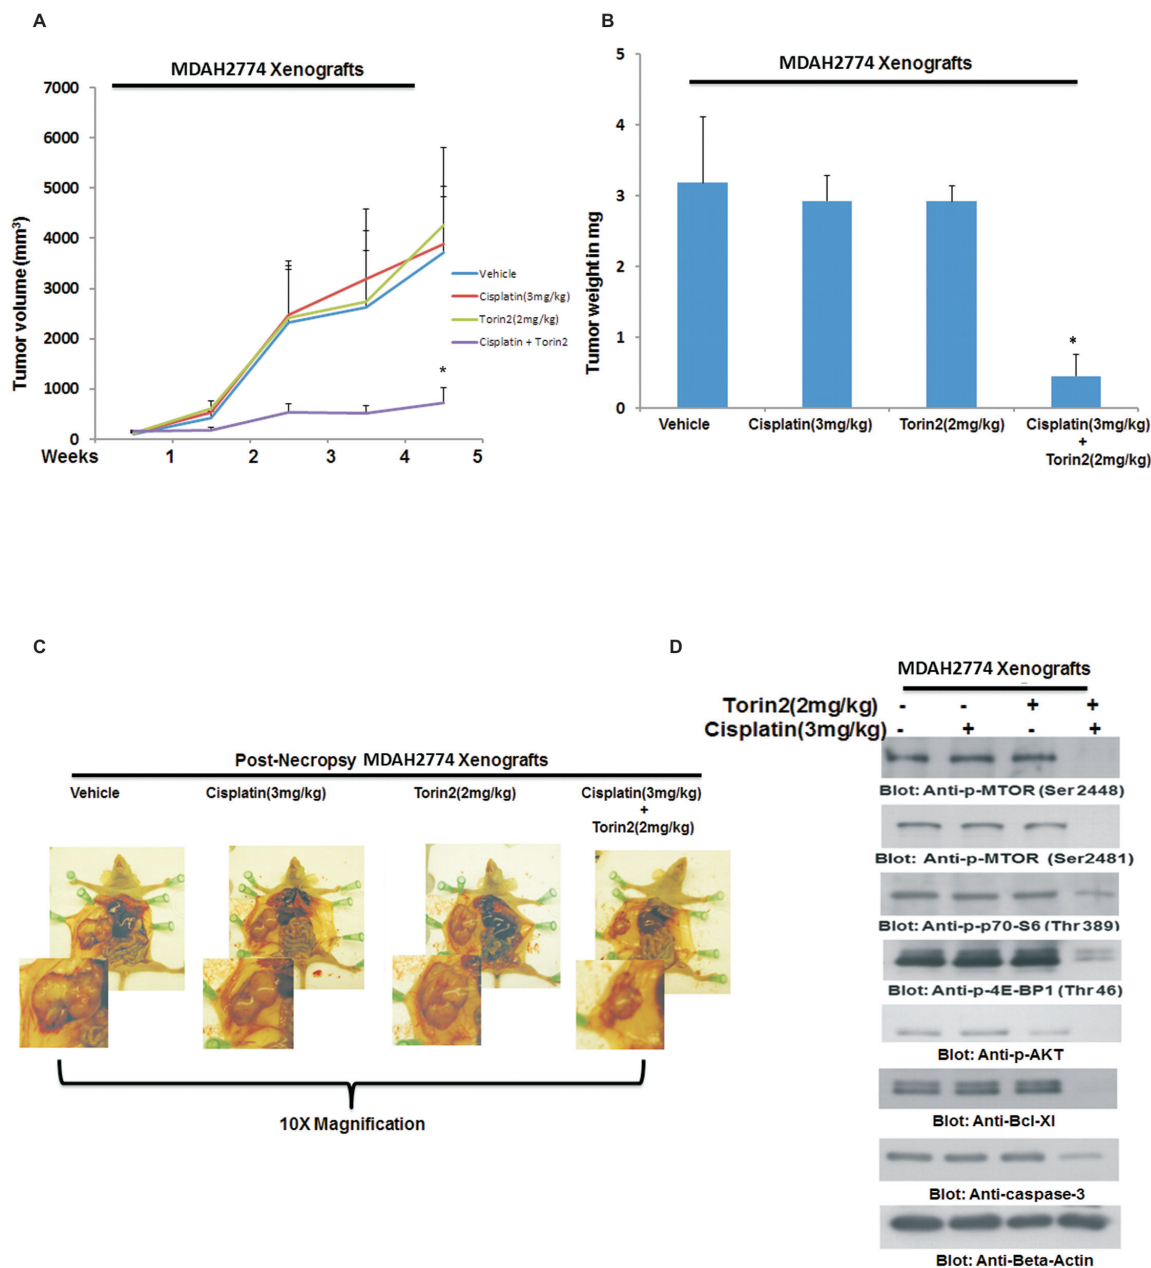 A
MDAH2774 Xenografts
7000
6000
5000
4000
3000
2000
1000
0
Tumor volume (mm³)
Weeks 1 2 3 4 5
Vehicle
Cisplatin(3mg/kg)
Torin2(2mg/kg)
Cisplatin + Torin2
*
B
MDAH2774 Xenografts
5
4
3
2
1
0
Tumor weight in mg
*
Vehicle Cisplatin(3mg/kg) Torin2(2mg/kg) Cisplatin(3mg/kg)
+
Torin2(2mg/kg)
C
Post-Necropsy MDAH2774 Xenografts
Vehicle Cisplatin(3mg/kg) Torin2(2mg/kg) Cisplatin(3mg/kg)
+
Torin2(2mg/kg)
10X Magnification
D
MDAH2774 Xenografts
Torin2(2mg/kg) - - + +
Cisplatin(3mg/kg) - + - +
Blot: Anti-p-MTOR (Ser 2448)
Blot: Anti-p-MTOR (Ser2481)
Blot: Anti-p-p70-S6 (Thr389)
Blot: Anti-p-4E-BP1 (Thr46)
Blot: Anti-p-AKT
Blot: Anti-Bcl-Xl
Blot: Anti-caspase-3
Blot: Anti-Beta-Actin